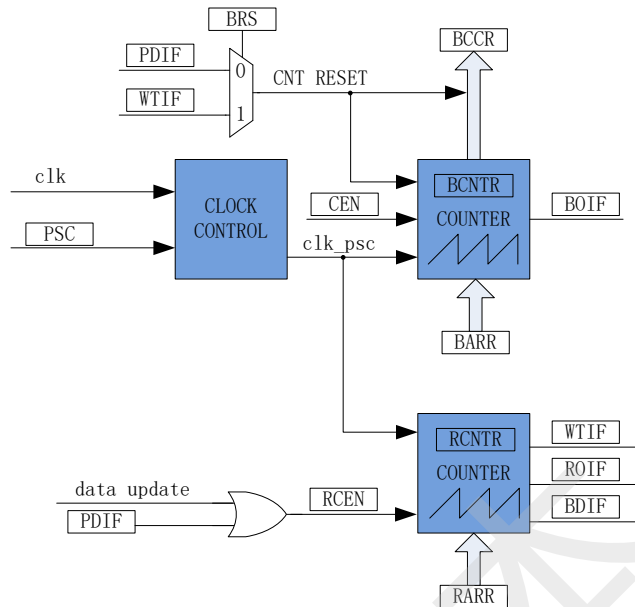 BRS
BCCR
PDIF
0
CNT RESET
WTIF
1
clk
CLOCK
CONTROL
BCNTR
CEN
COUNTER
BOIF
PSC
clk_psc
BARR
RCNTR
WTIF
COUNTER
ROIF
data update
RCEN
BDIF
PDIF
RARR